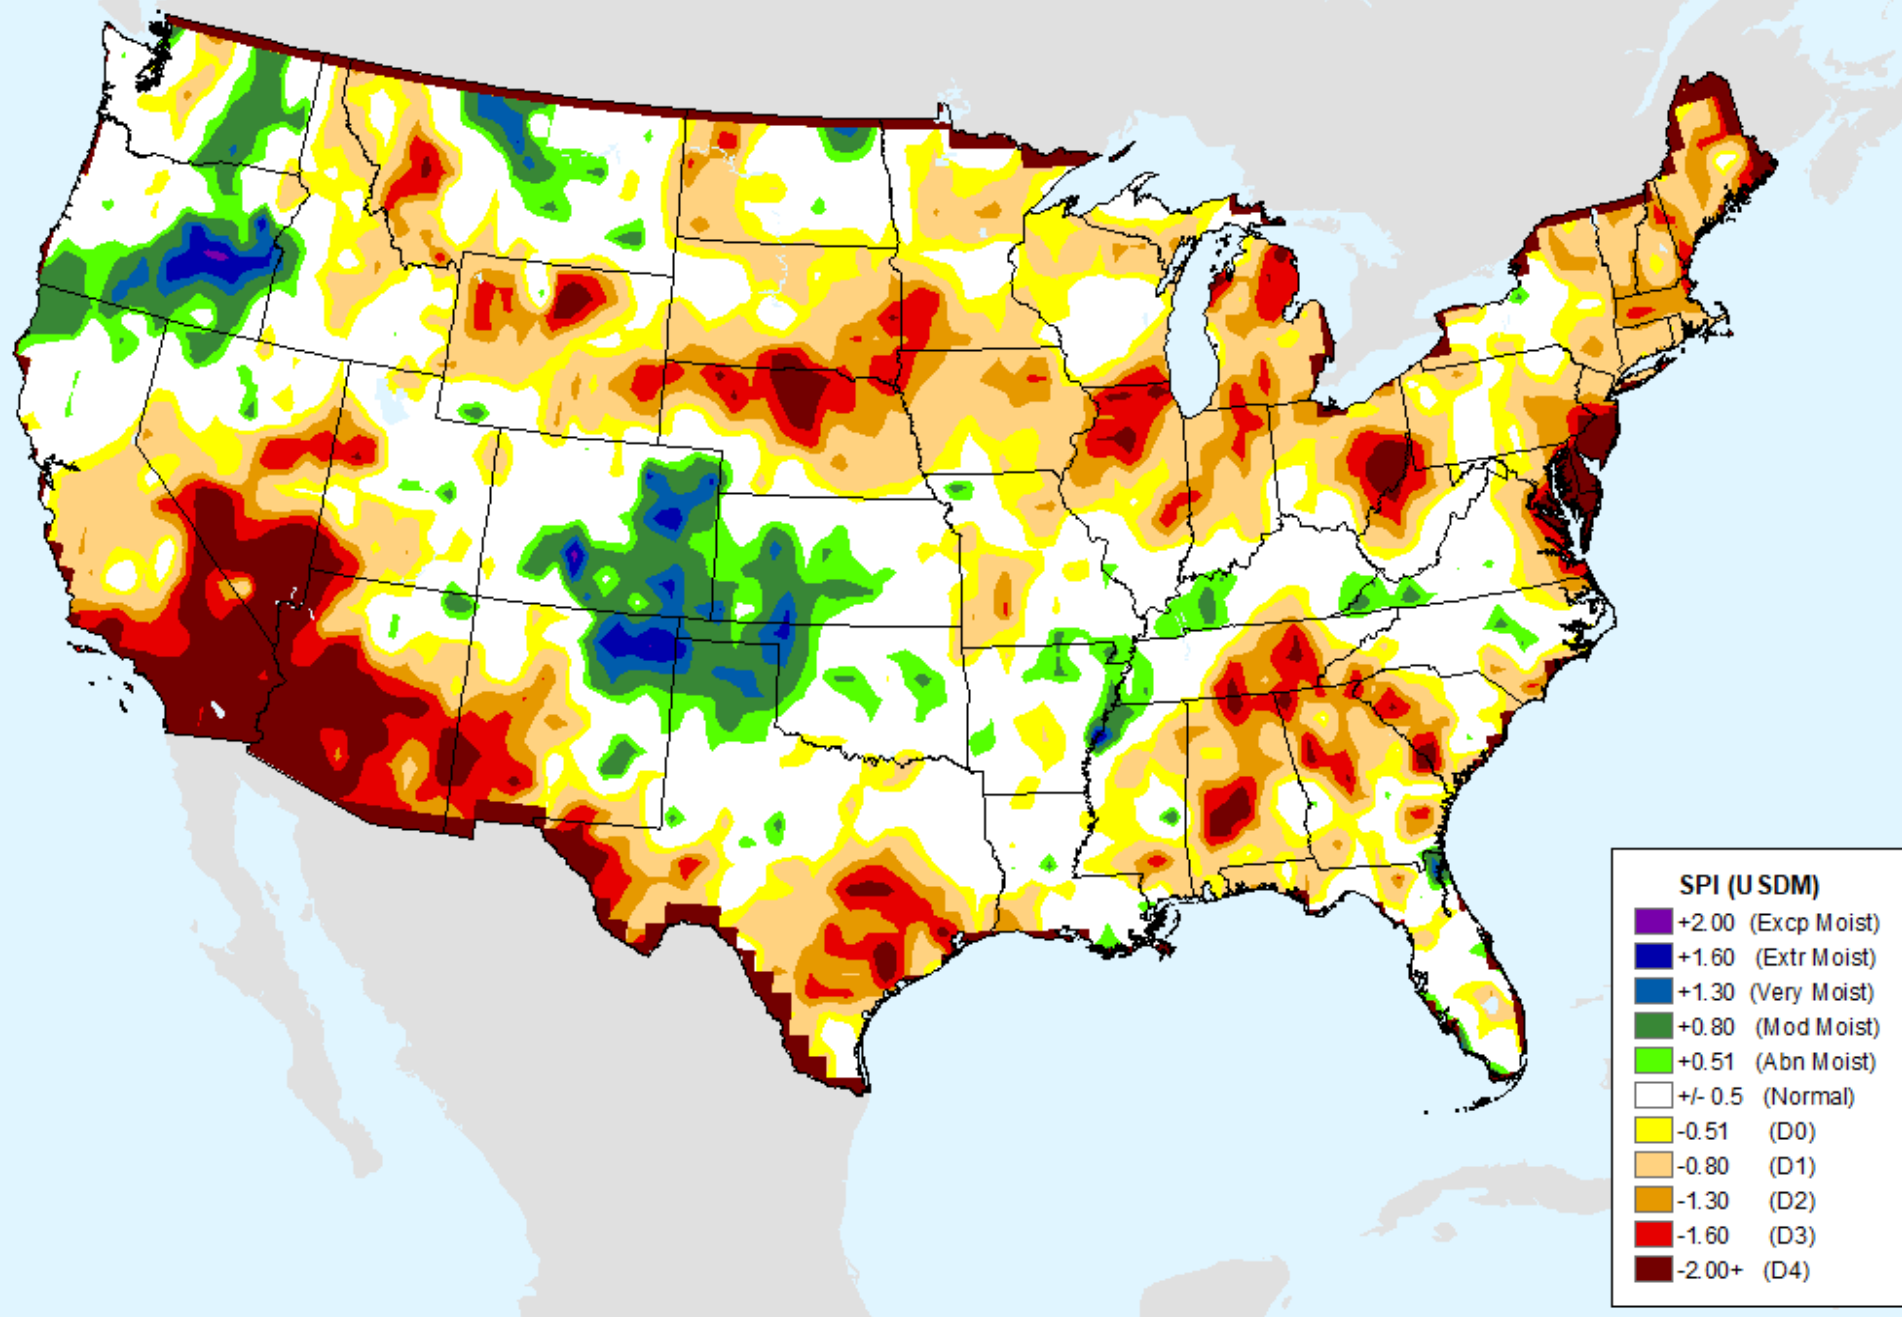 SPI (USDM)
+2.00 (Excp Moist)
+1.60 (Extr Moist)
+1.30 (Very Moist)
+0.80 (Mod Moist)
+0.51 (Abn Moist)
+/- 0.5 (Normal)
-0.51 (D0)
-0.80 (D1)
-1.30 (D2)
-1.60 (D3)
-2.00+ (D4)